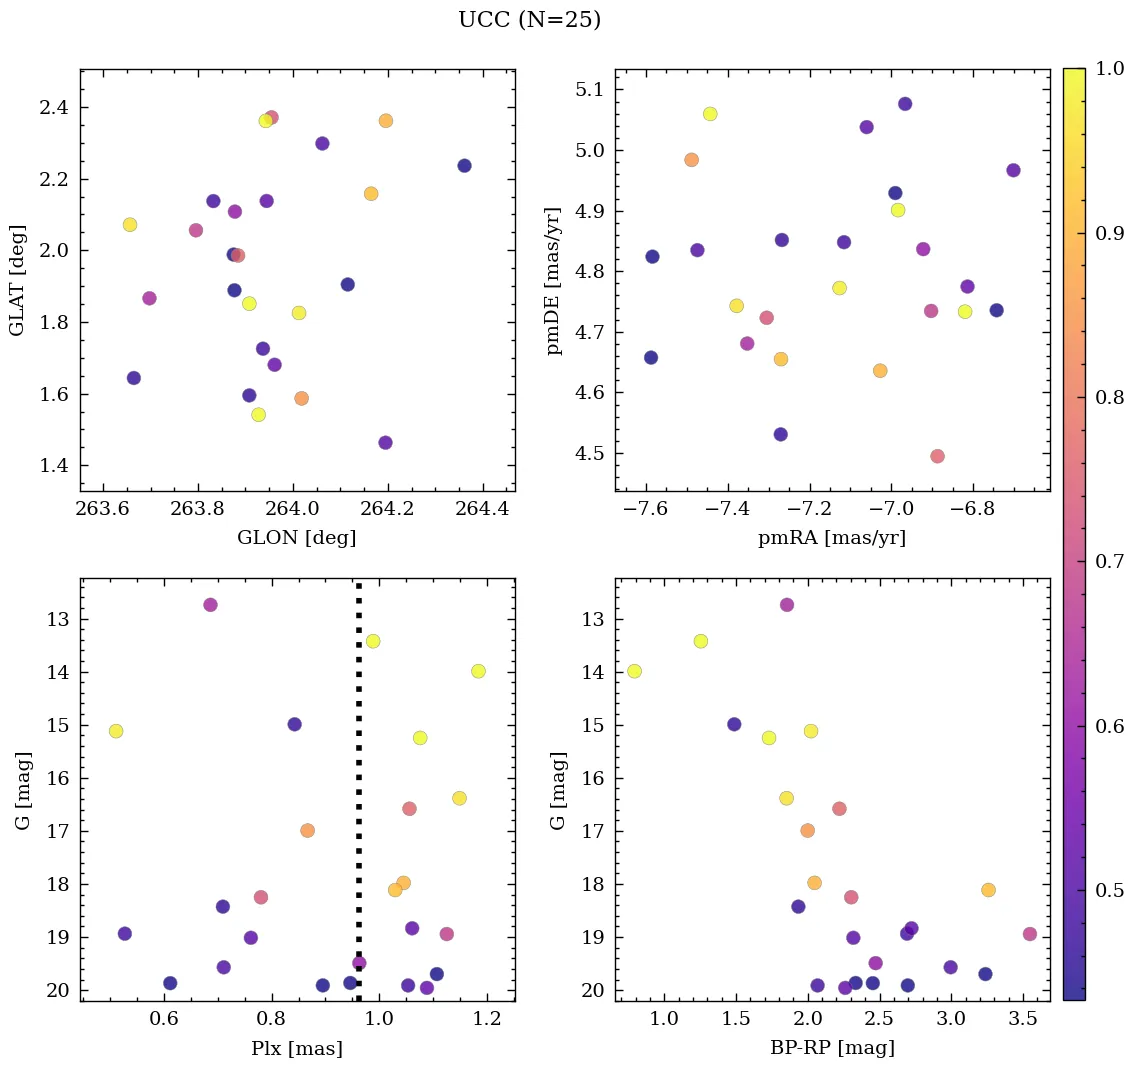 UCC (N=25)
2.4
2.2
2.0
1.8
1.6
1.4
GLAT [deg]
263.6 263.8 264.0 264.2 264.4
GLON [deg]
5.1
5.0
4.9
4.8
4.7
4.6
4.5
pmDE [mas/yr]
−7.6 −7.4 −7.2 −7.0 −6.8
pmRA [mas/yr]
13
14
15
16
17
18
19
20
G [mag]
0.6 0.8 1.0 1.2
Plx [mas]
13
14
15
16
17
18
19
20
G [mag]
1.0 1.5 2.0 2.5 3.0 3.5
BP-RP [mag]
1.0
0.9
0.8
0.7
0.6
0.5